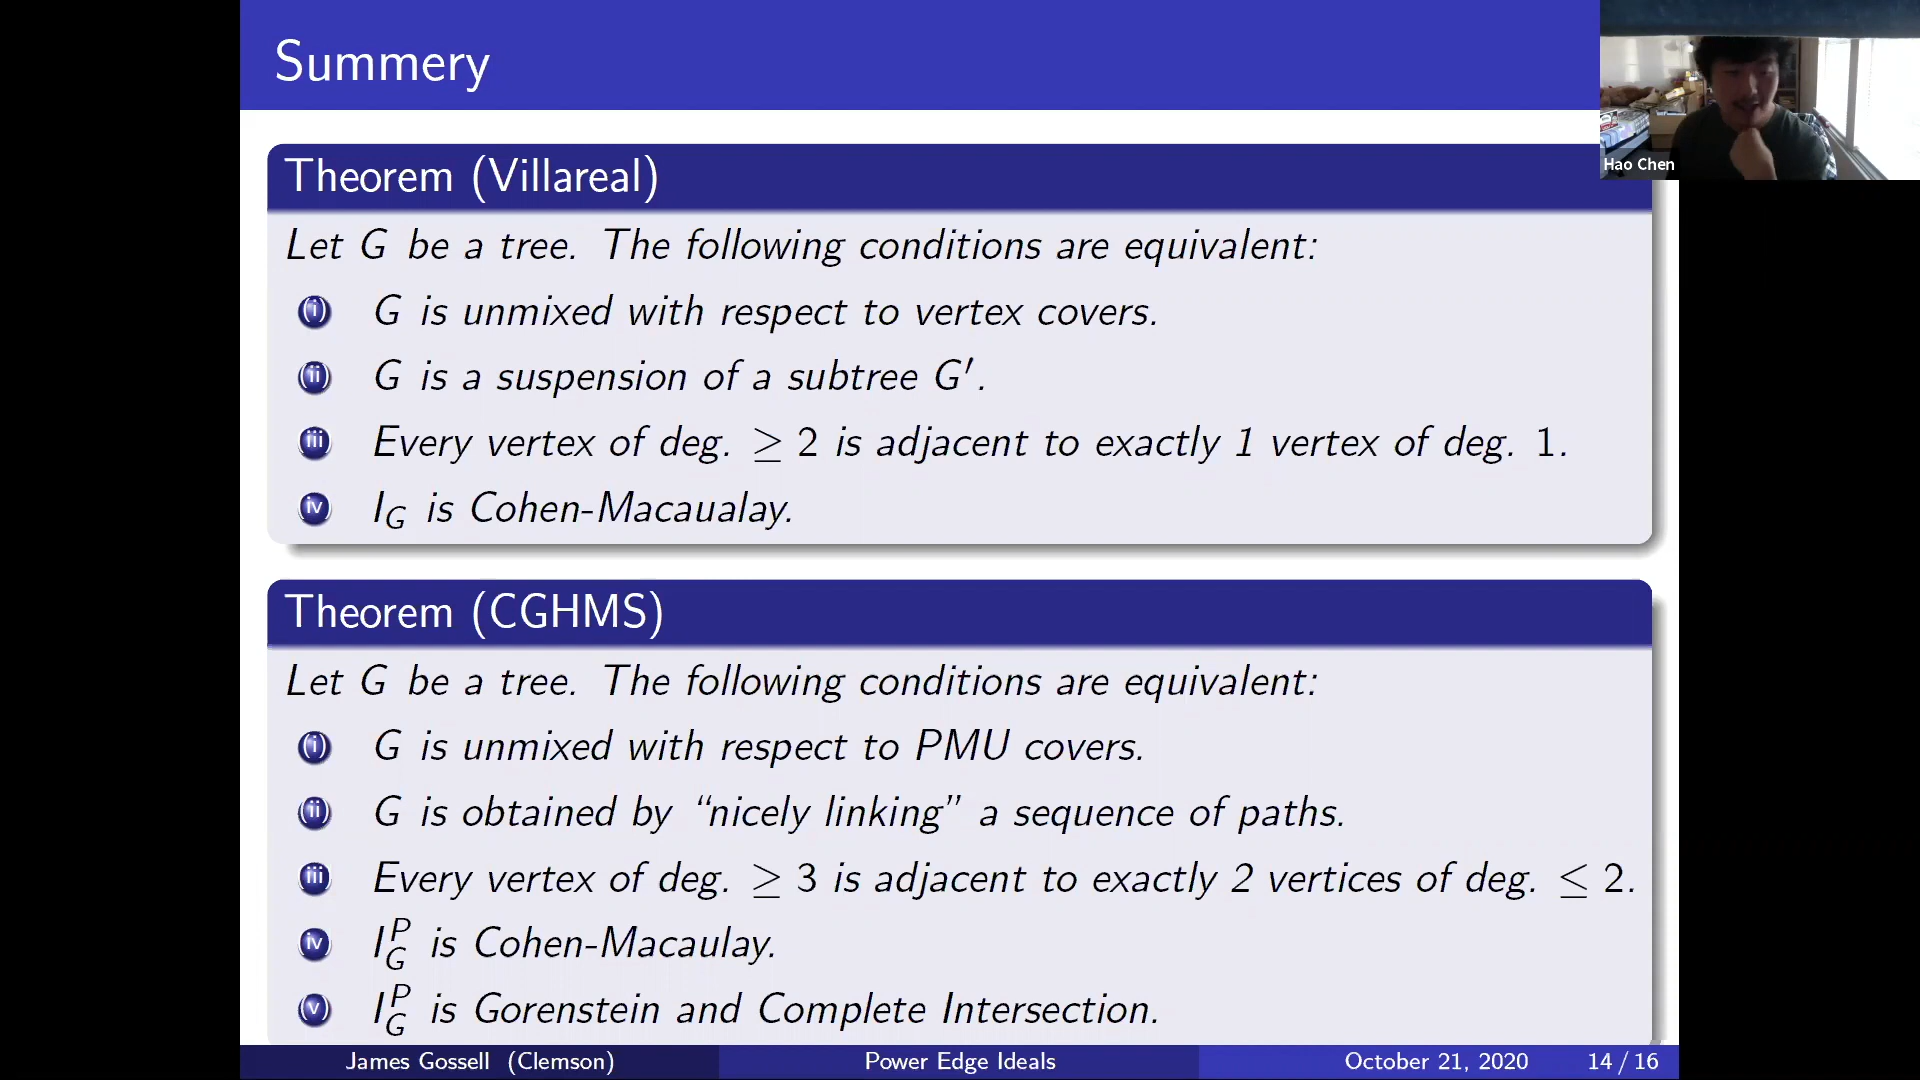 Summery
Hao Chen
Theorem (Villareal)
Let G be a tree. The following conditions are equivalent:
(i) G is unmixed with respect to vertex covers.
(ii) G is a suspension of a subtree G′.
(iii) Every vertex of deg. ≥ 2 is adjacent to exactly 1 vertex of deg. 1.
(iv) I_G is Cohen-Macaualay.
Theorem (CGHMS)
Let G be a tree. The following conditions are equivalent:
(i) G is unmixed with respect to PMU covers.
(ii) G is obtained by “nicely linking” a sequence of paths.
(iii) Every vertex of deg. ≥ 3 is adjacent to exactly 2 vertices of deg. ≤ 2.
(iv) I_G^P is Cohen-Macaulay.
(v) I_G^P is Gorenstein and Complete Intersection.
James Gossell (Clemson) Power Edge Ideals October 21, 2020 14 / 16